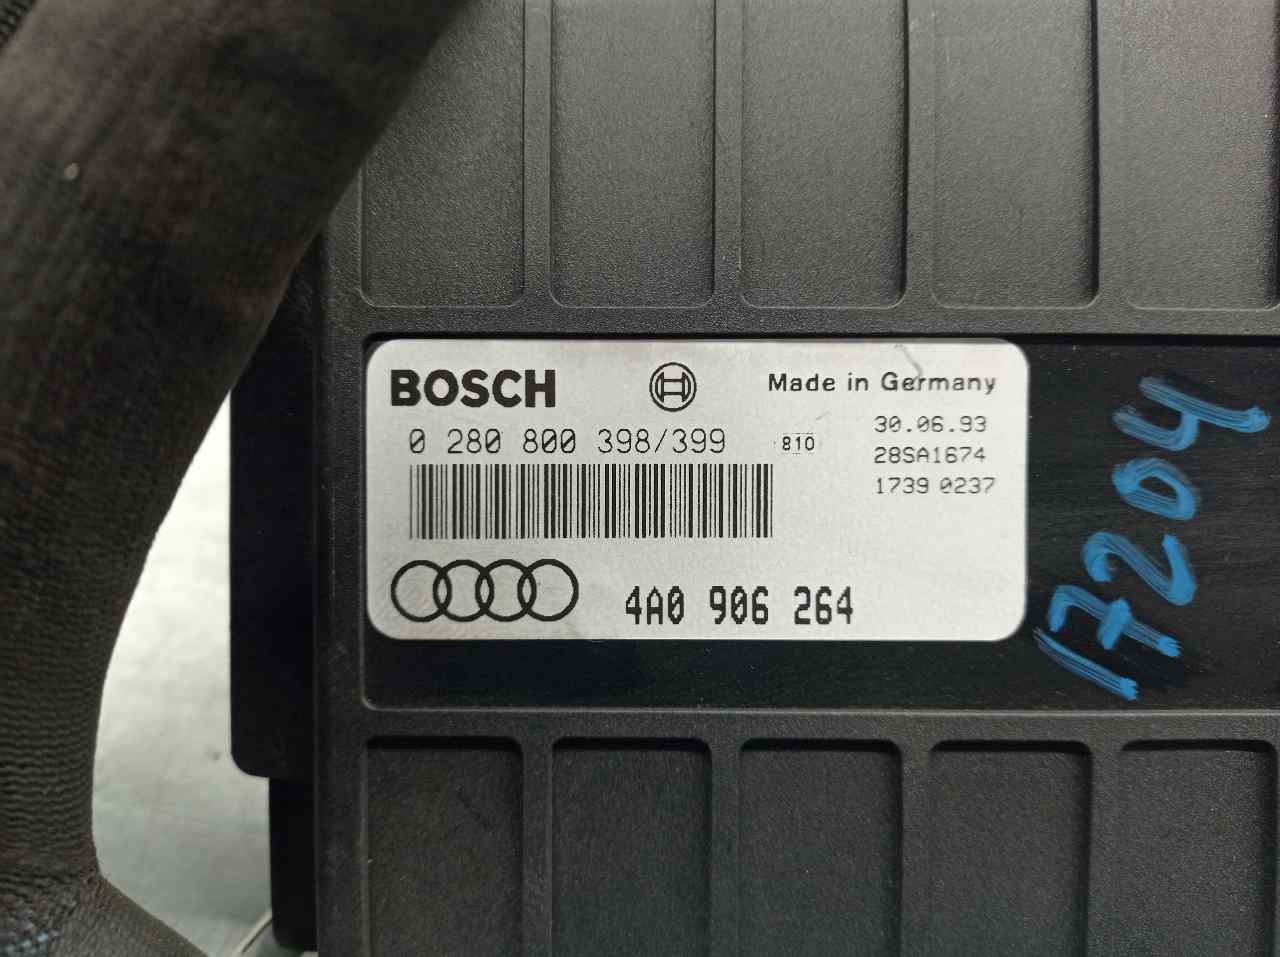 BOSCH
Made in Germany
0 280 800 398/399
810
30.06.93
28SA1674
1739 0237
4A0 906 264
17204